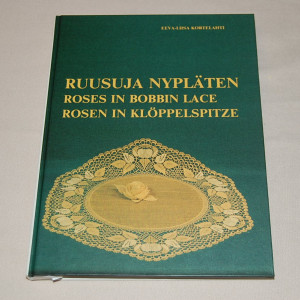 EEVA-LIISA KORTELAHTI
RUUSUJA NYPLÄTEN
ROSES IN BOBBIN LACE
ROSEN IN KLÖPPELSPITZE